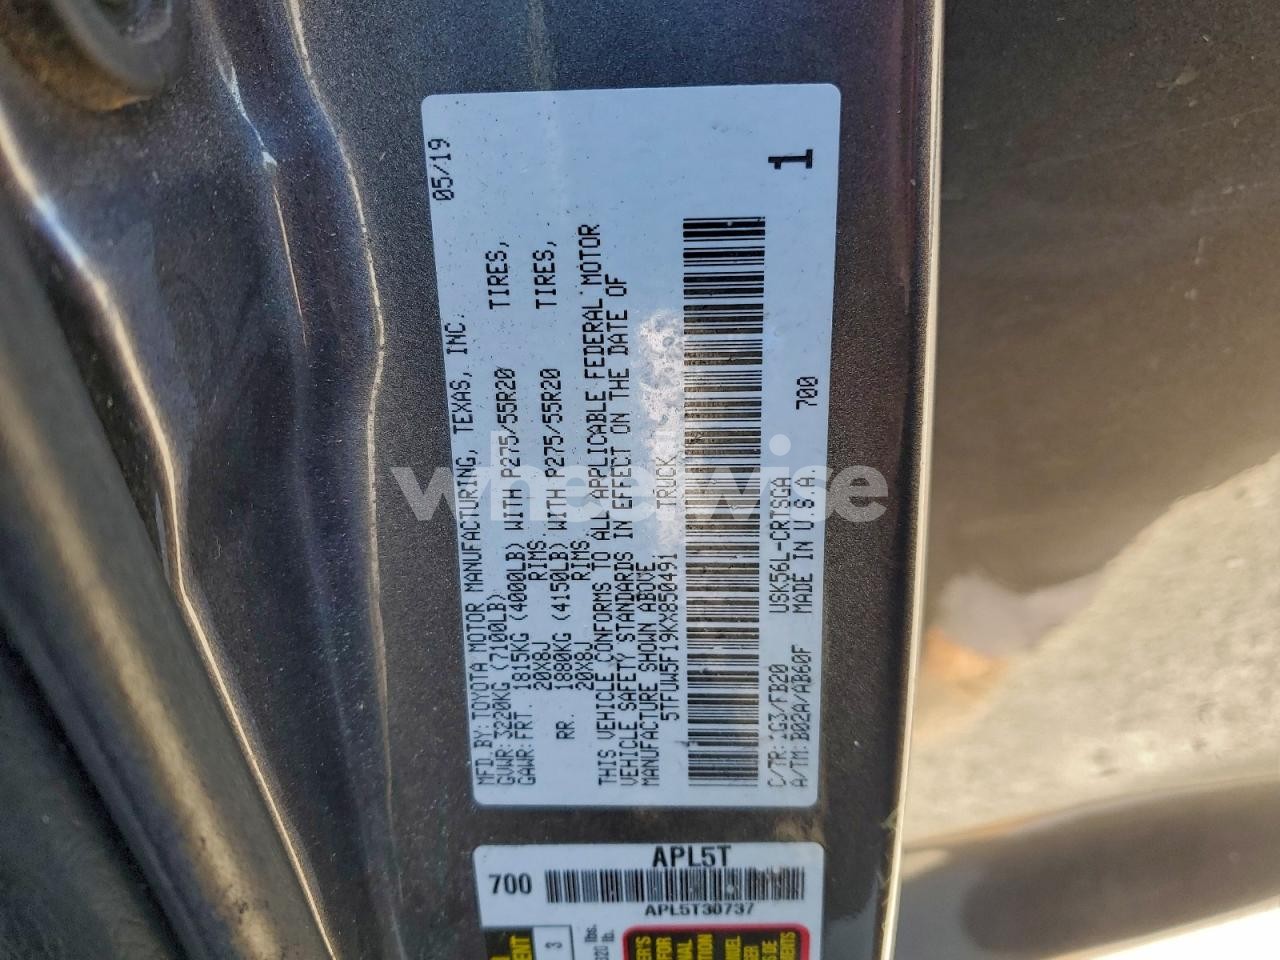 05/19
MFD BY:TOYOTA MOTOR MANUFACTURING, TEXAS, INC.
GVWR:3220KG (7100LB)
GAWR:FRT. 1815KG (4000LB) WITH P275/55R20 TIRES,
20X8J RIMS.
RR. 1880KG (4150LB) WITH P275/55R20 TIRES,
20X8J RIMS.
THIS VEHICLE CONFORMS TO ALL APPLICABLE FEDERAL MOTOR
VEHICLE SAFETY STANDARDS IN EFFECT ON THE DATE OF
MANUFACTURE SHOWN ABOVE.
5TFUW5F19KX850491 TRUCK
1
C/TR: 1G3/FB20 USK56L-CRTSGA
A/TM: B02A/AB60F MADE IN U.S.A. 700
wheelwise
APL5T
700
APL5T30737
3
lbs.
lb.